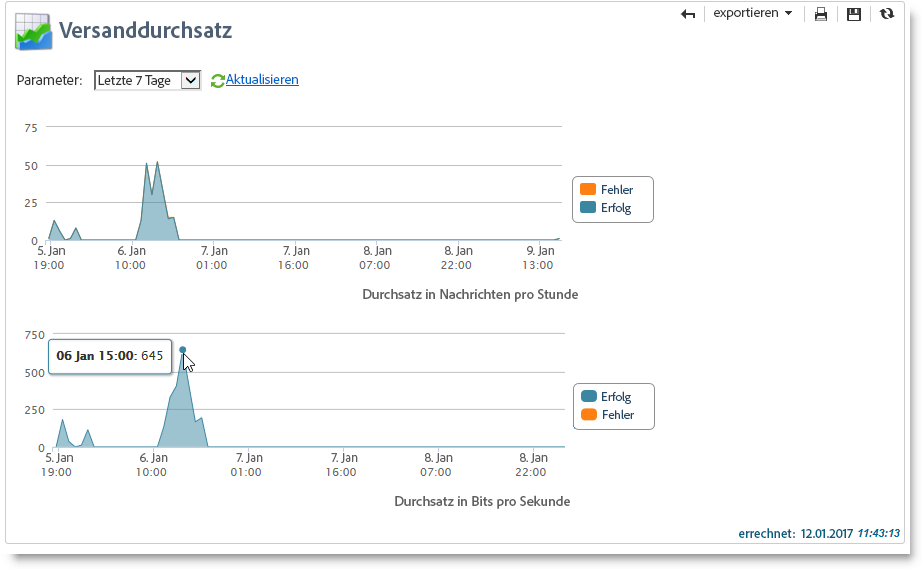 exportieren
Versanddurchsatz
Parameter: Letzte 7 Tage Aktualisieren
75
50
25
0
5. Jan 6. Jan 7. Jan 7. Jan 8. Jan 8. Jan 9. Jan
19:00 10:00 01:00 16:00 07:00 22:00 13:00
Fehler
Erfolg
Durchsatz in Nachrichten pro Stunde
750
06 Jan 15:00: 645
500
250
0
5. Jan 6. Jan 7. Jan 7. Jan 8. Jan 8. Jan
19:00 10:00 01:00 16:00 07:00 22:00
Erfolg
Fehler
Durchsatz in Bits pro Sekunde
errechnet: 12.01.2017 11:43:13